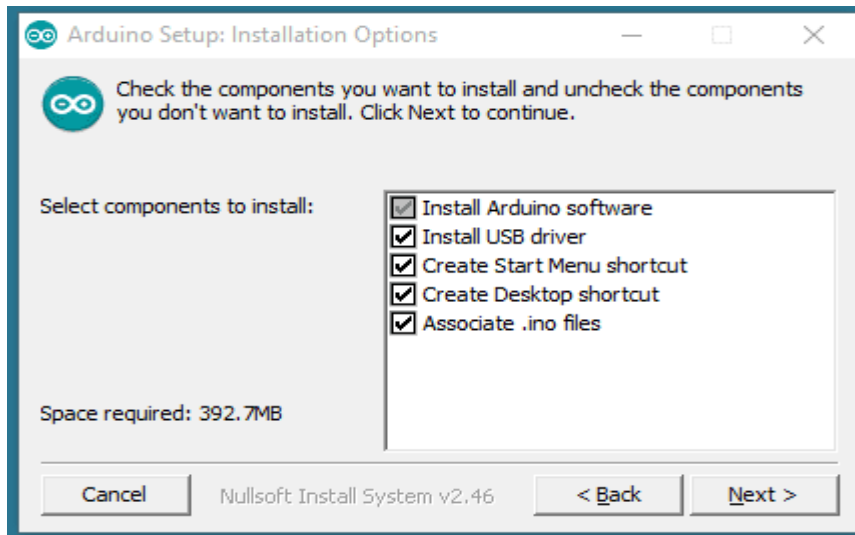 Arduino Setup: Installation Options
Check the components you want to install and uncheck the components
you don't want to install. Click Next to continue.
Select components to install:
Install Arduino software
Install USB driver
Create Start Menu shortcut
Create Desktop shortcut
Associate .ino files
Space required: 392.7MB
Cancel
Nullsoft Install System v2.46
< Back
Next >